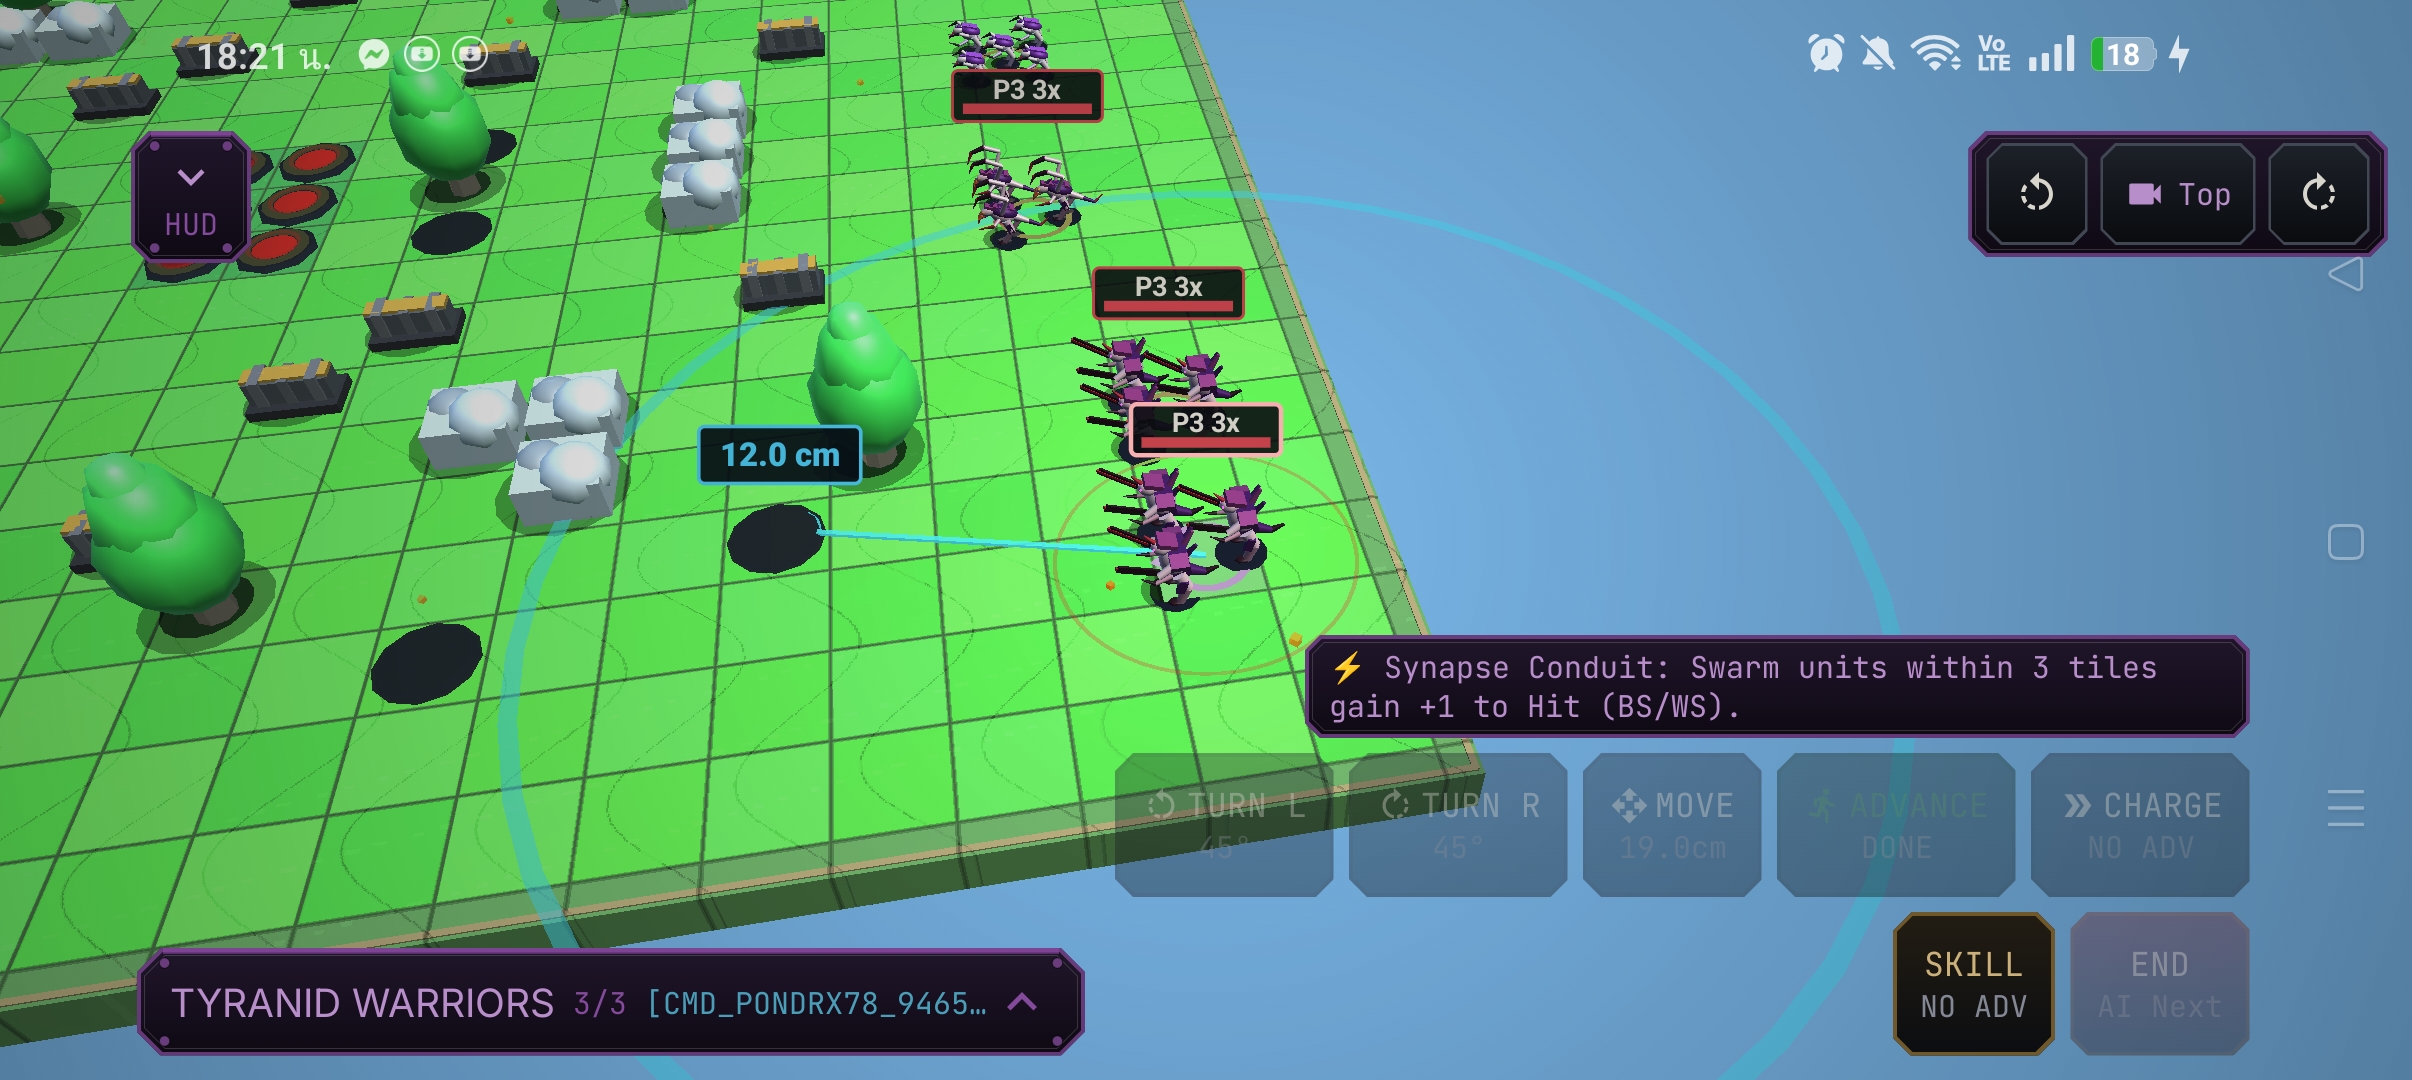 18:21 น.
Vo
LTE
18
P3 3x
HUD
Top
P3 3x
P3 3x
12.0 cm
⚡ Synapse Conduit: Swarm units within 3 tiles
gain +1 to Hit (BS/WS).
TURN L
45°
TURN R
45°
MOVE
19.0cm
ADVANCE
DONE
CHARGE
NO ADV
SKILL
NO ADV
END
AI Next
TYRANID WARRIORS 3/3 [CMD_PONDRX78_9465…